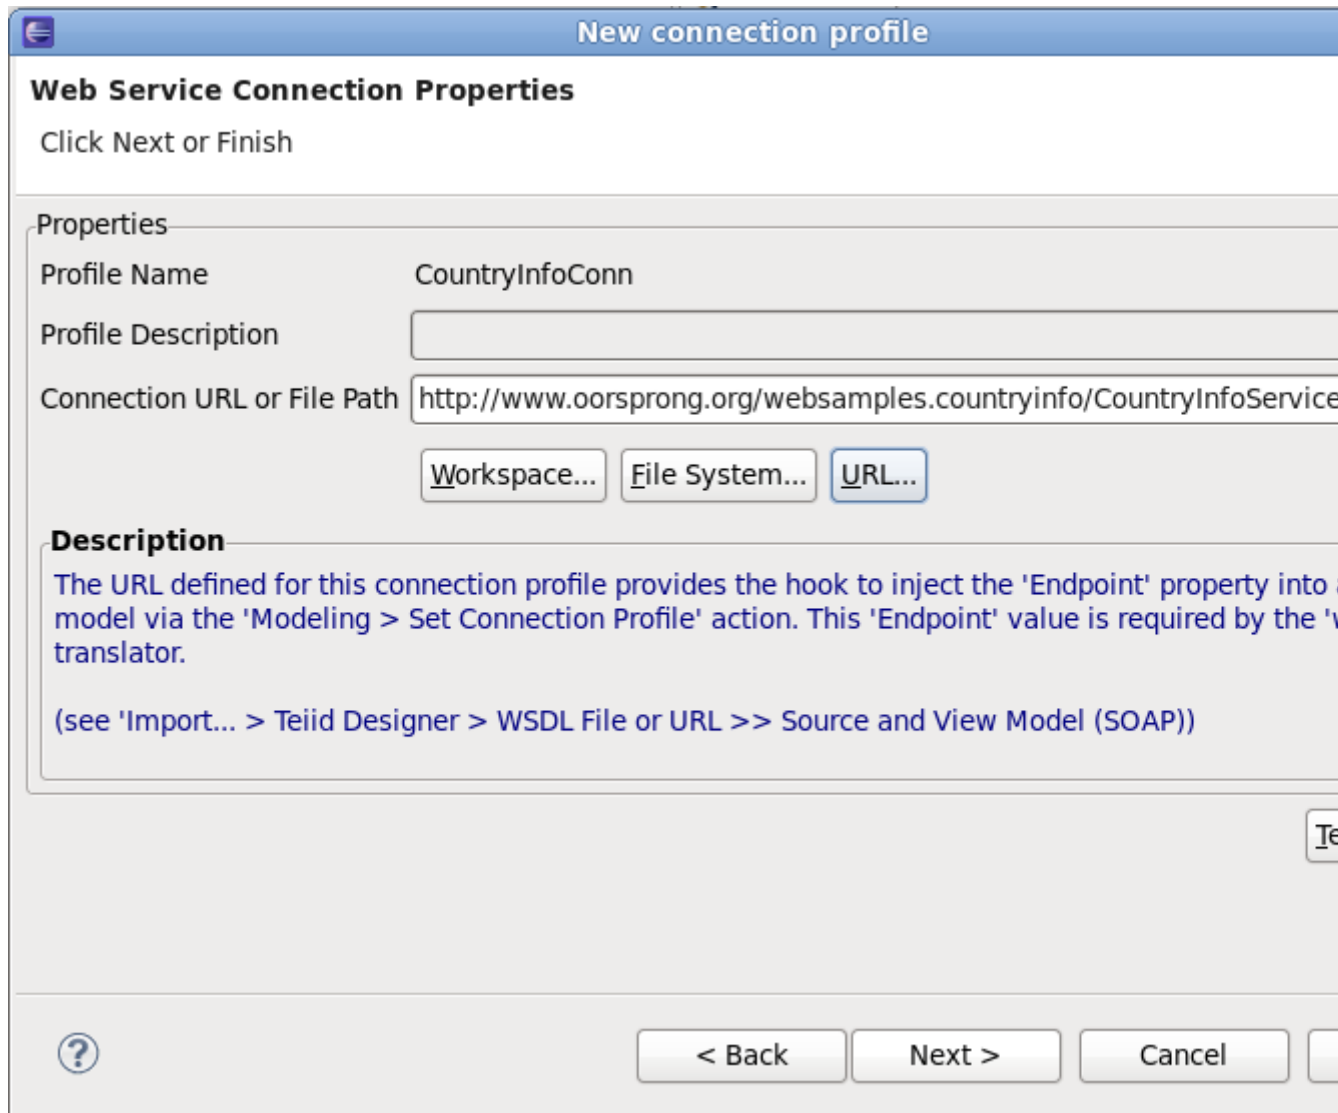 New connection profile
Web Service Connection Properties
Click Next or Finish
Properties
Profile Name CountryInfoConn
Profile Description
Connection URL or File Path http://www.oorsprong.org/websamples.countryinfo/CountryInfoService
Workspace... File System... URL...
Description
The URL defined for this connection profile provides the hook to inject the 'Endpoint' property into
model via the 'Modeling > Set Connection Profile' action. This 'Endpoint' value is required by the
translator.
(see 'Import... > Teiid Designer > WSDL File or URL >> Source and View Model (SOAP))
< Back Next > Cancel